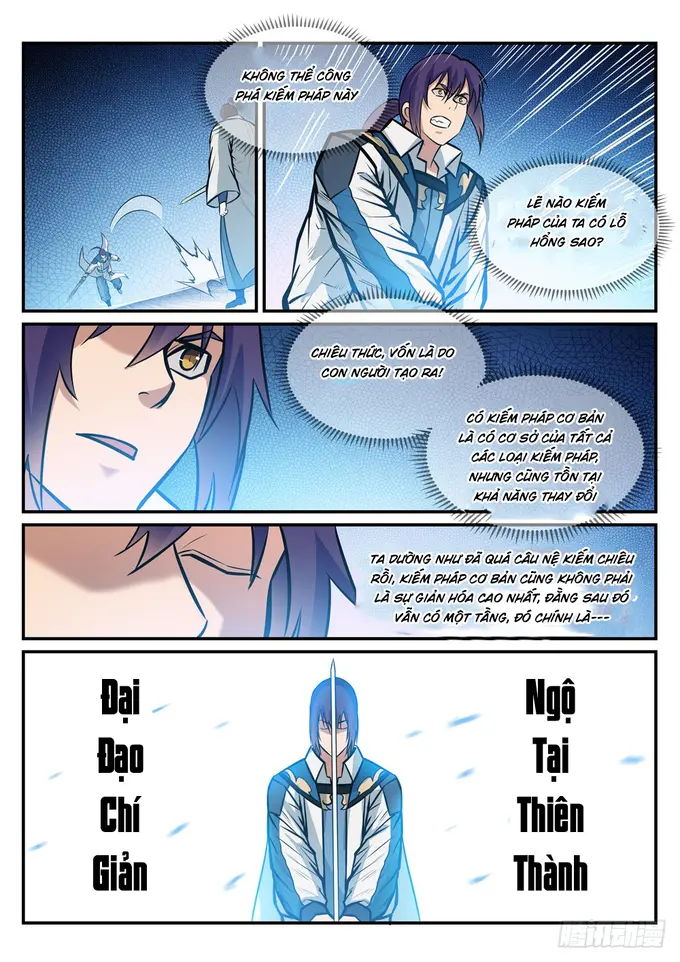 KHÔNG THỂ CÔNG
PHÁ KIẾM PHÁP NÀY
LẼ NÀO KIẾM
PHÁP CỦA TA CÓ LỖ
HỔNG SAO?
CHIÊU THỨC, VỐN LÀ DO
CON NGƯỜI TẠO RA!
CÓ KIẾM PHÁP CƠ BẢN
LÀ CÓ CƠ SỞ CỦA TẤT CẢ
CÁC LOẠI KIẾM PHÁP,
NHƯNG CŨNG TỒN TẠI
KHẢ NĂNG THAY ĐỔI
TA DƯỜNG NHƯ ĐÃ QUÁ CÂU NỆ KIẾM CHIÊU
RỒI, KIẾM PHÁP CƠ BẢN CŨNG KHÔNG PHẢI
LÀ SỰ GIẢN HÓA CAO NHẤT, ĐẰNG SAU ĐÓ
VẪN CÓ MỘT TẦNG, ĐÓ CHÍNH LÀ---
Đại
Đạo
Chí
Giản
Ngộ
Tại
Thiên
Thành
腾讯动漫